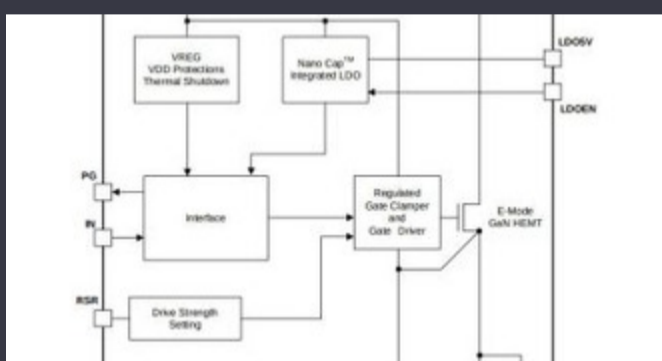 LDO5V
VREG
VDD Protections
Thermal Shutdown
Nano Cap™
Integrated LDO
LDOEN
PG
Interface
Regulated
Gate Clamper
and
Gate Driver
E-Mode
GaN HEMT
IN
RSR
Drive Strength
Setting